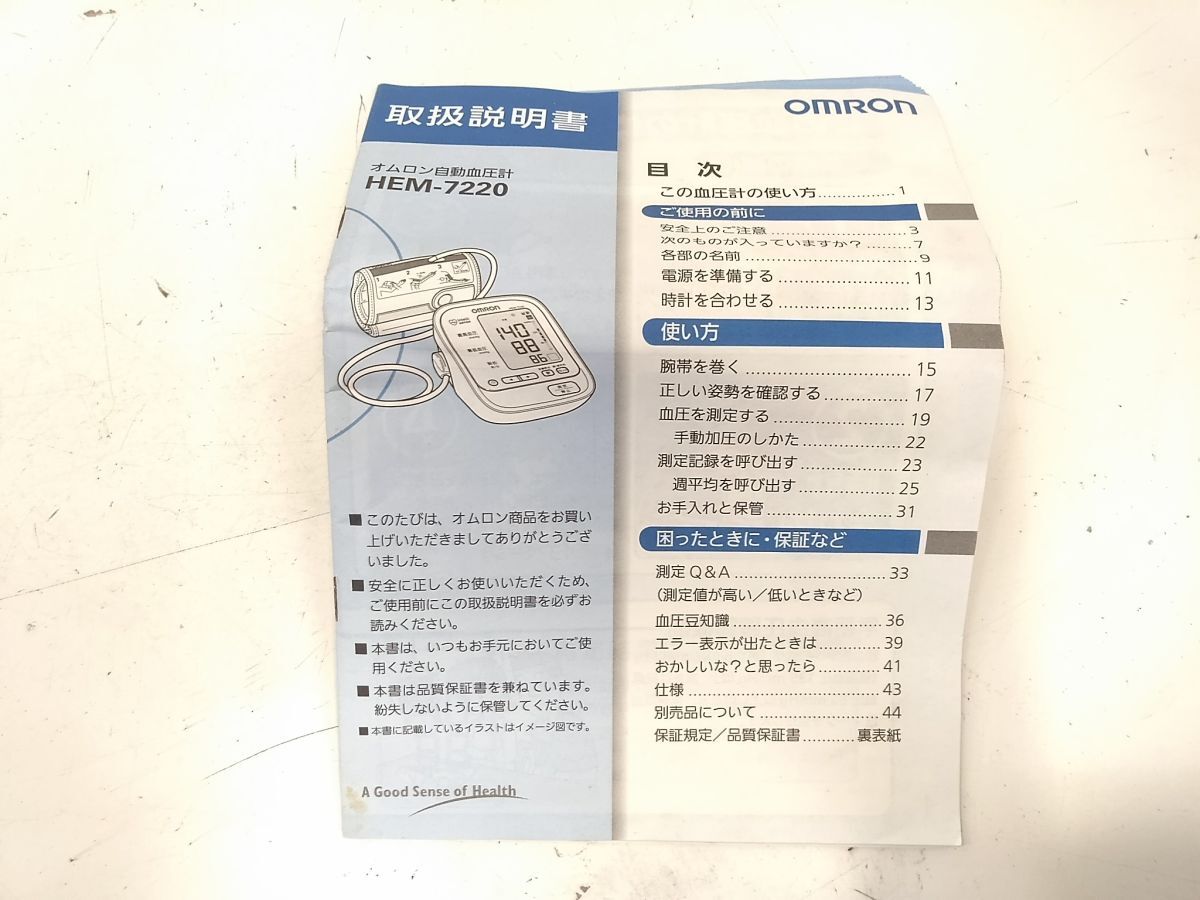 取扱説明書
オムロン自動血圧計
HEM-7220
OMRON
140
88
86
■ このたびは、オムロン商品をお買い
上げいただきましてありがとうござ
いました。
■ 安全に正しくお使いいただくため、
ご使用前にこの取扱説明書を必ずお
読みください。
■ 本書は、いつもお手元においてご使
用ください。
■ 本書は品質保証書を兼ねています。
紛失しないように保管してください。
■ 本書に記載しているイラストはイメージ図です。
A Good Sense of Health
OMRON
目 次
この血圧計の使い方................1
ご使用の前に
安全上のご注意........................3
次のものが入っていますか?.........7
各部の名前..............................9
電源を準備する......................11
時計を合わせる......................13
使い方
腕帯を巻く............................15
正しい姿勢を確認する..............17
血圧を測定する......................19
手動加圧のしかた.................22
測定記録を呼び出す.................23
週平均を呼び出す.................25
お手入れと保管......................31
困ったときに・保証など
測定Q&A............................33
(測定値が高い/低いときなど)
血圧豆知識............................36
エラー表示が出たときは............39
おかしいな?と思ったら............41
仕様....................................43
別売品について......................44
保証規定/品質保証書...........裏表紙